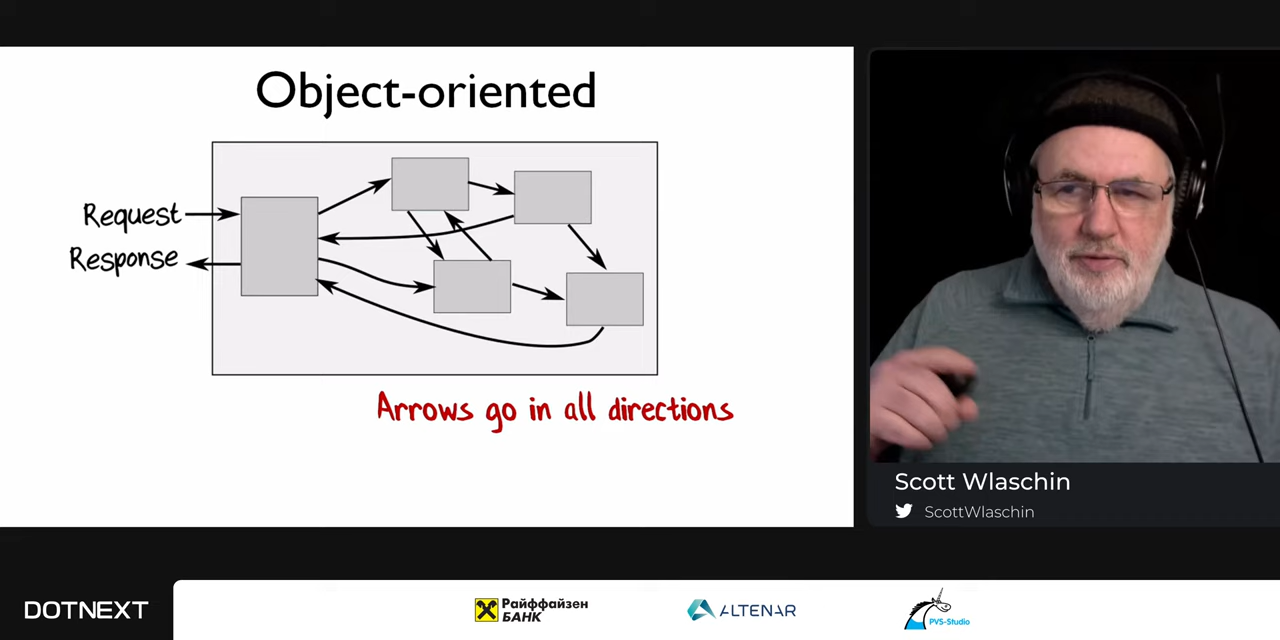 Object-oriented
Request
Response
Arrows go in all directions
Scott Wlaschin
ScottWlaschin
DOTNEXT
Райффайзен
БАНК
ALTENAR
PVS-Studio